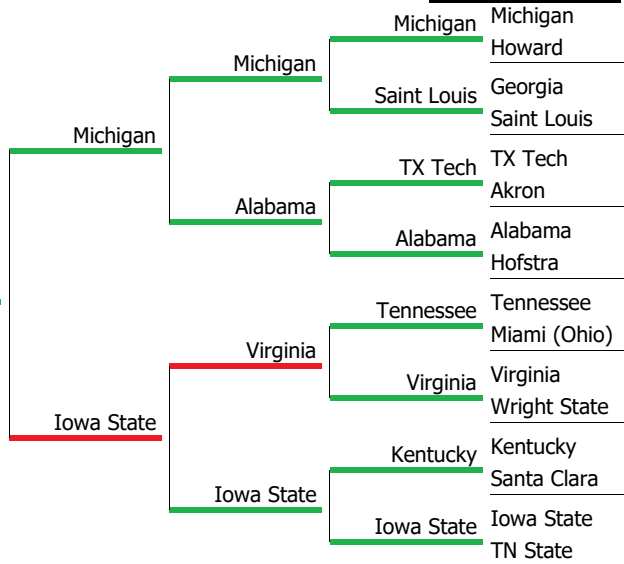 Michigan
Michigan
Howard
Michigan
Saint Louis
Georgia
Saint Louis
Michigan
TX Tech
TX Tech
Akron
Alabama
Alabama
Alabama
Hofstra
Tennessee
Tennessee
Miami (Ohio)
Virginia
Virginia
Virginia
Wright State
Iowa State
Kentucky
Kentucky
Santa Clara
Iowa State
Iowa State
Iowa State
TN State